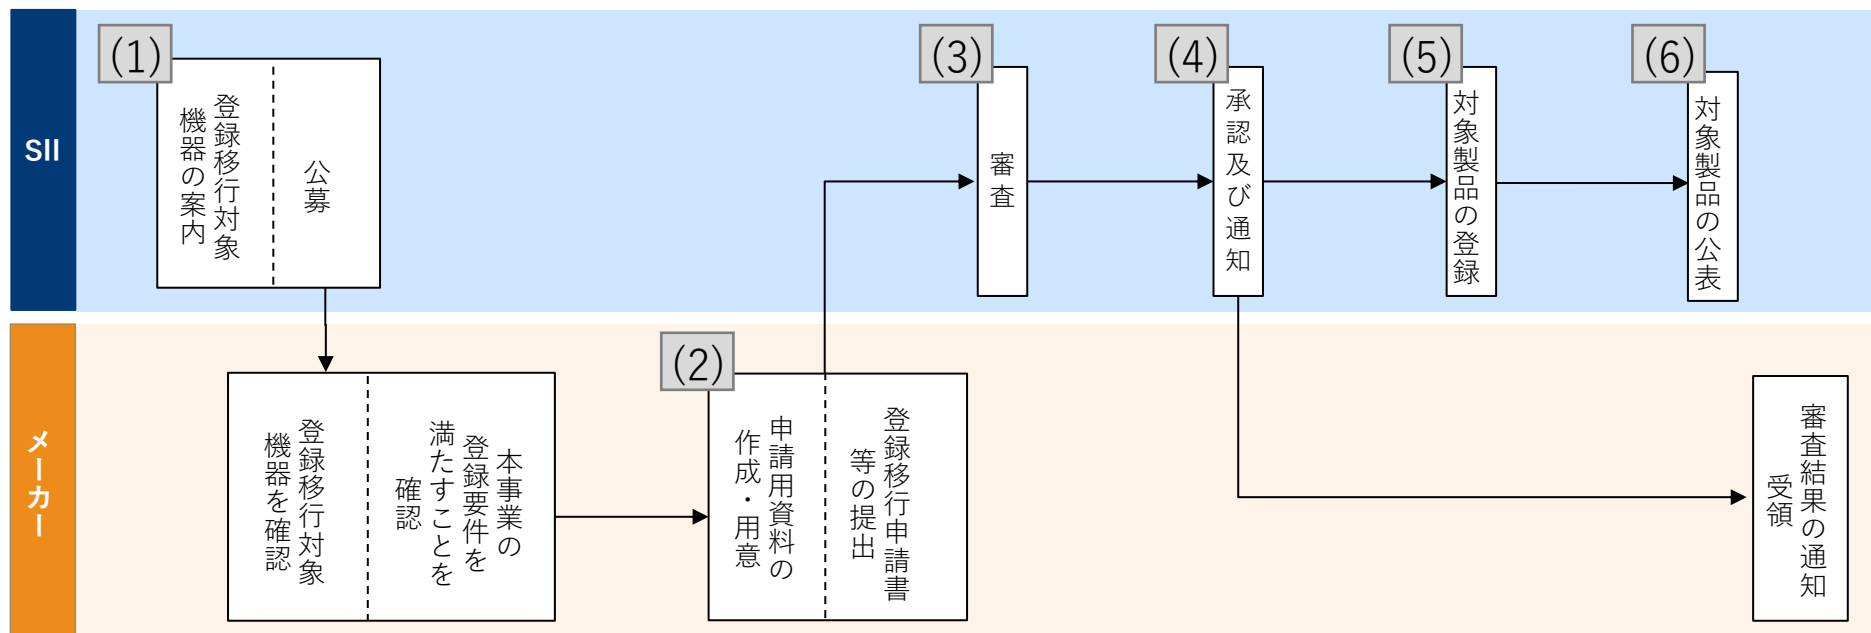 SII
(1)
登録移行対象
機器の案内
公募
(3)
審査
(4)
承認及び通知
(5)
対象製品の登録
(6)
対象製品の公表
メーカー
登録移行対象
機器を確認
本事業の
登録要件を
満たすことを
確認
(2)
申請用資料の
作成・用意
登録移行申請書
等の提出
審査結果の通知
受領